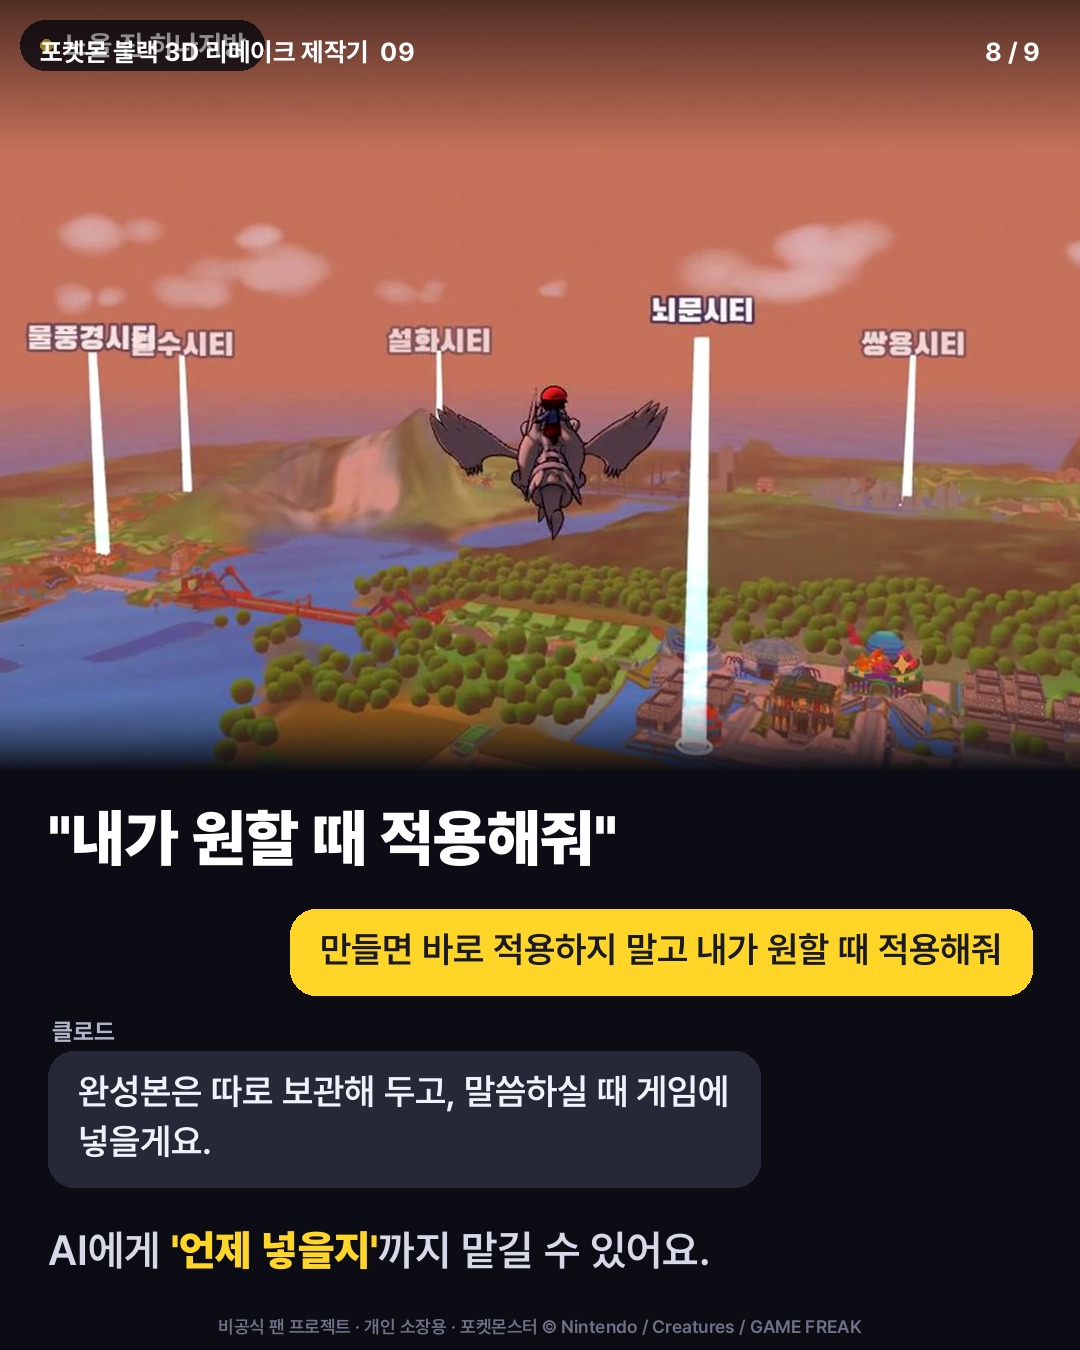 포켓몬 블랙 3D 리메이크 제작기 09
8 / 9
물풍경시티
설화시티
뇌문시티
쌍용시티
"내가 원할 때 적용해줘"
만들면 바로 적용하지 말고 내가 원할 때 적용해줘
클로드
완성본은 따로 보관해 두고, 말씀하실 때 게임에
넣을게요.
AI에게 '언제 넣을지'까지 맡길 수 있어요.
비공식 팬 프로젝트 · 개인 소장용 · 포켓몬스터 © Nintendo / Creatures / GAME FREAK